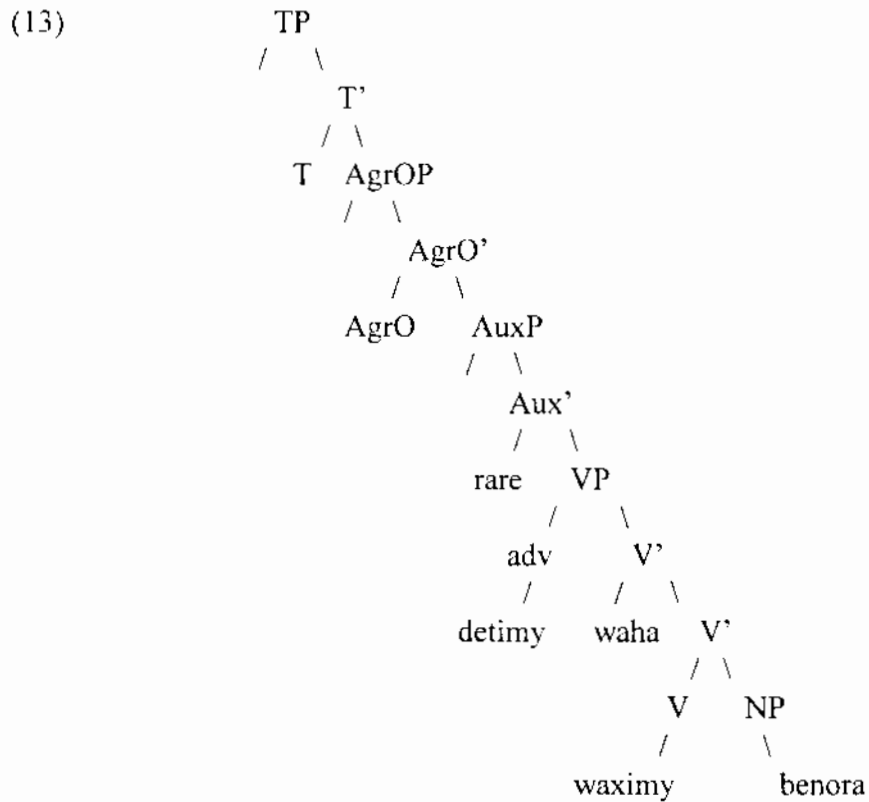 (13) TP
T’
T AgrOP
AgrO’
AgrO AuxP
Aux’
rare VP
adv V’
detimy waha V’
V NP
waximy benora